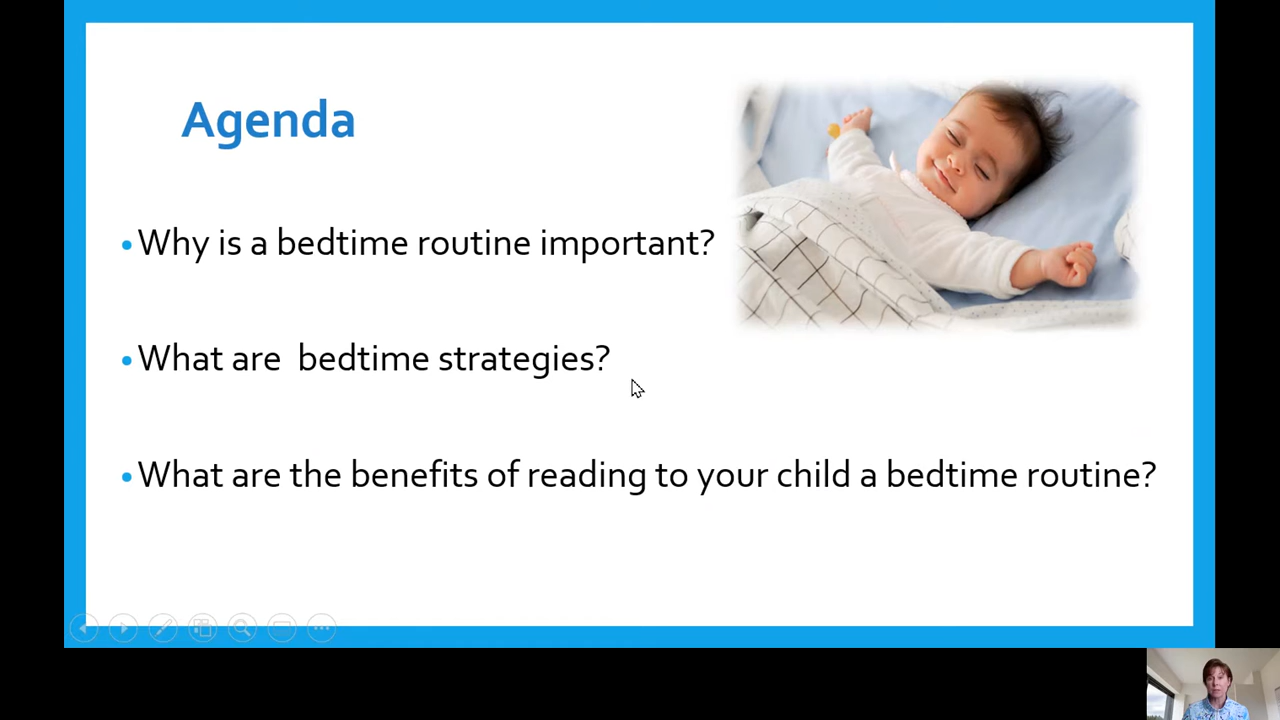 Agenda
• Why is a bedtime routine important?
• What are  bedtime strategies?
• What are the benefits of reading to your child a bedtime routine?